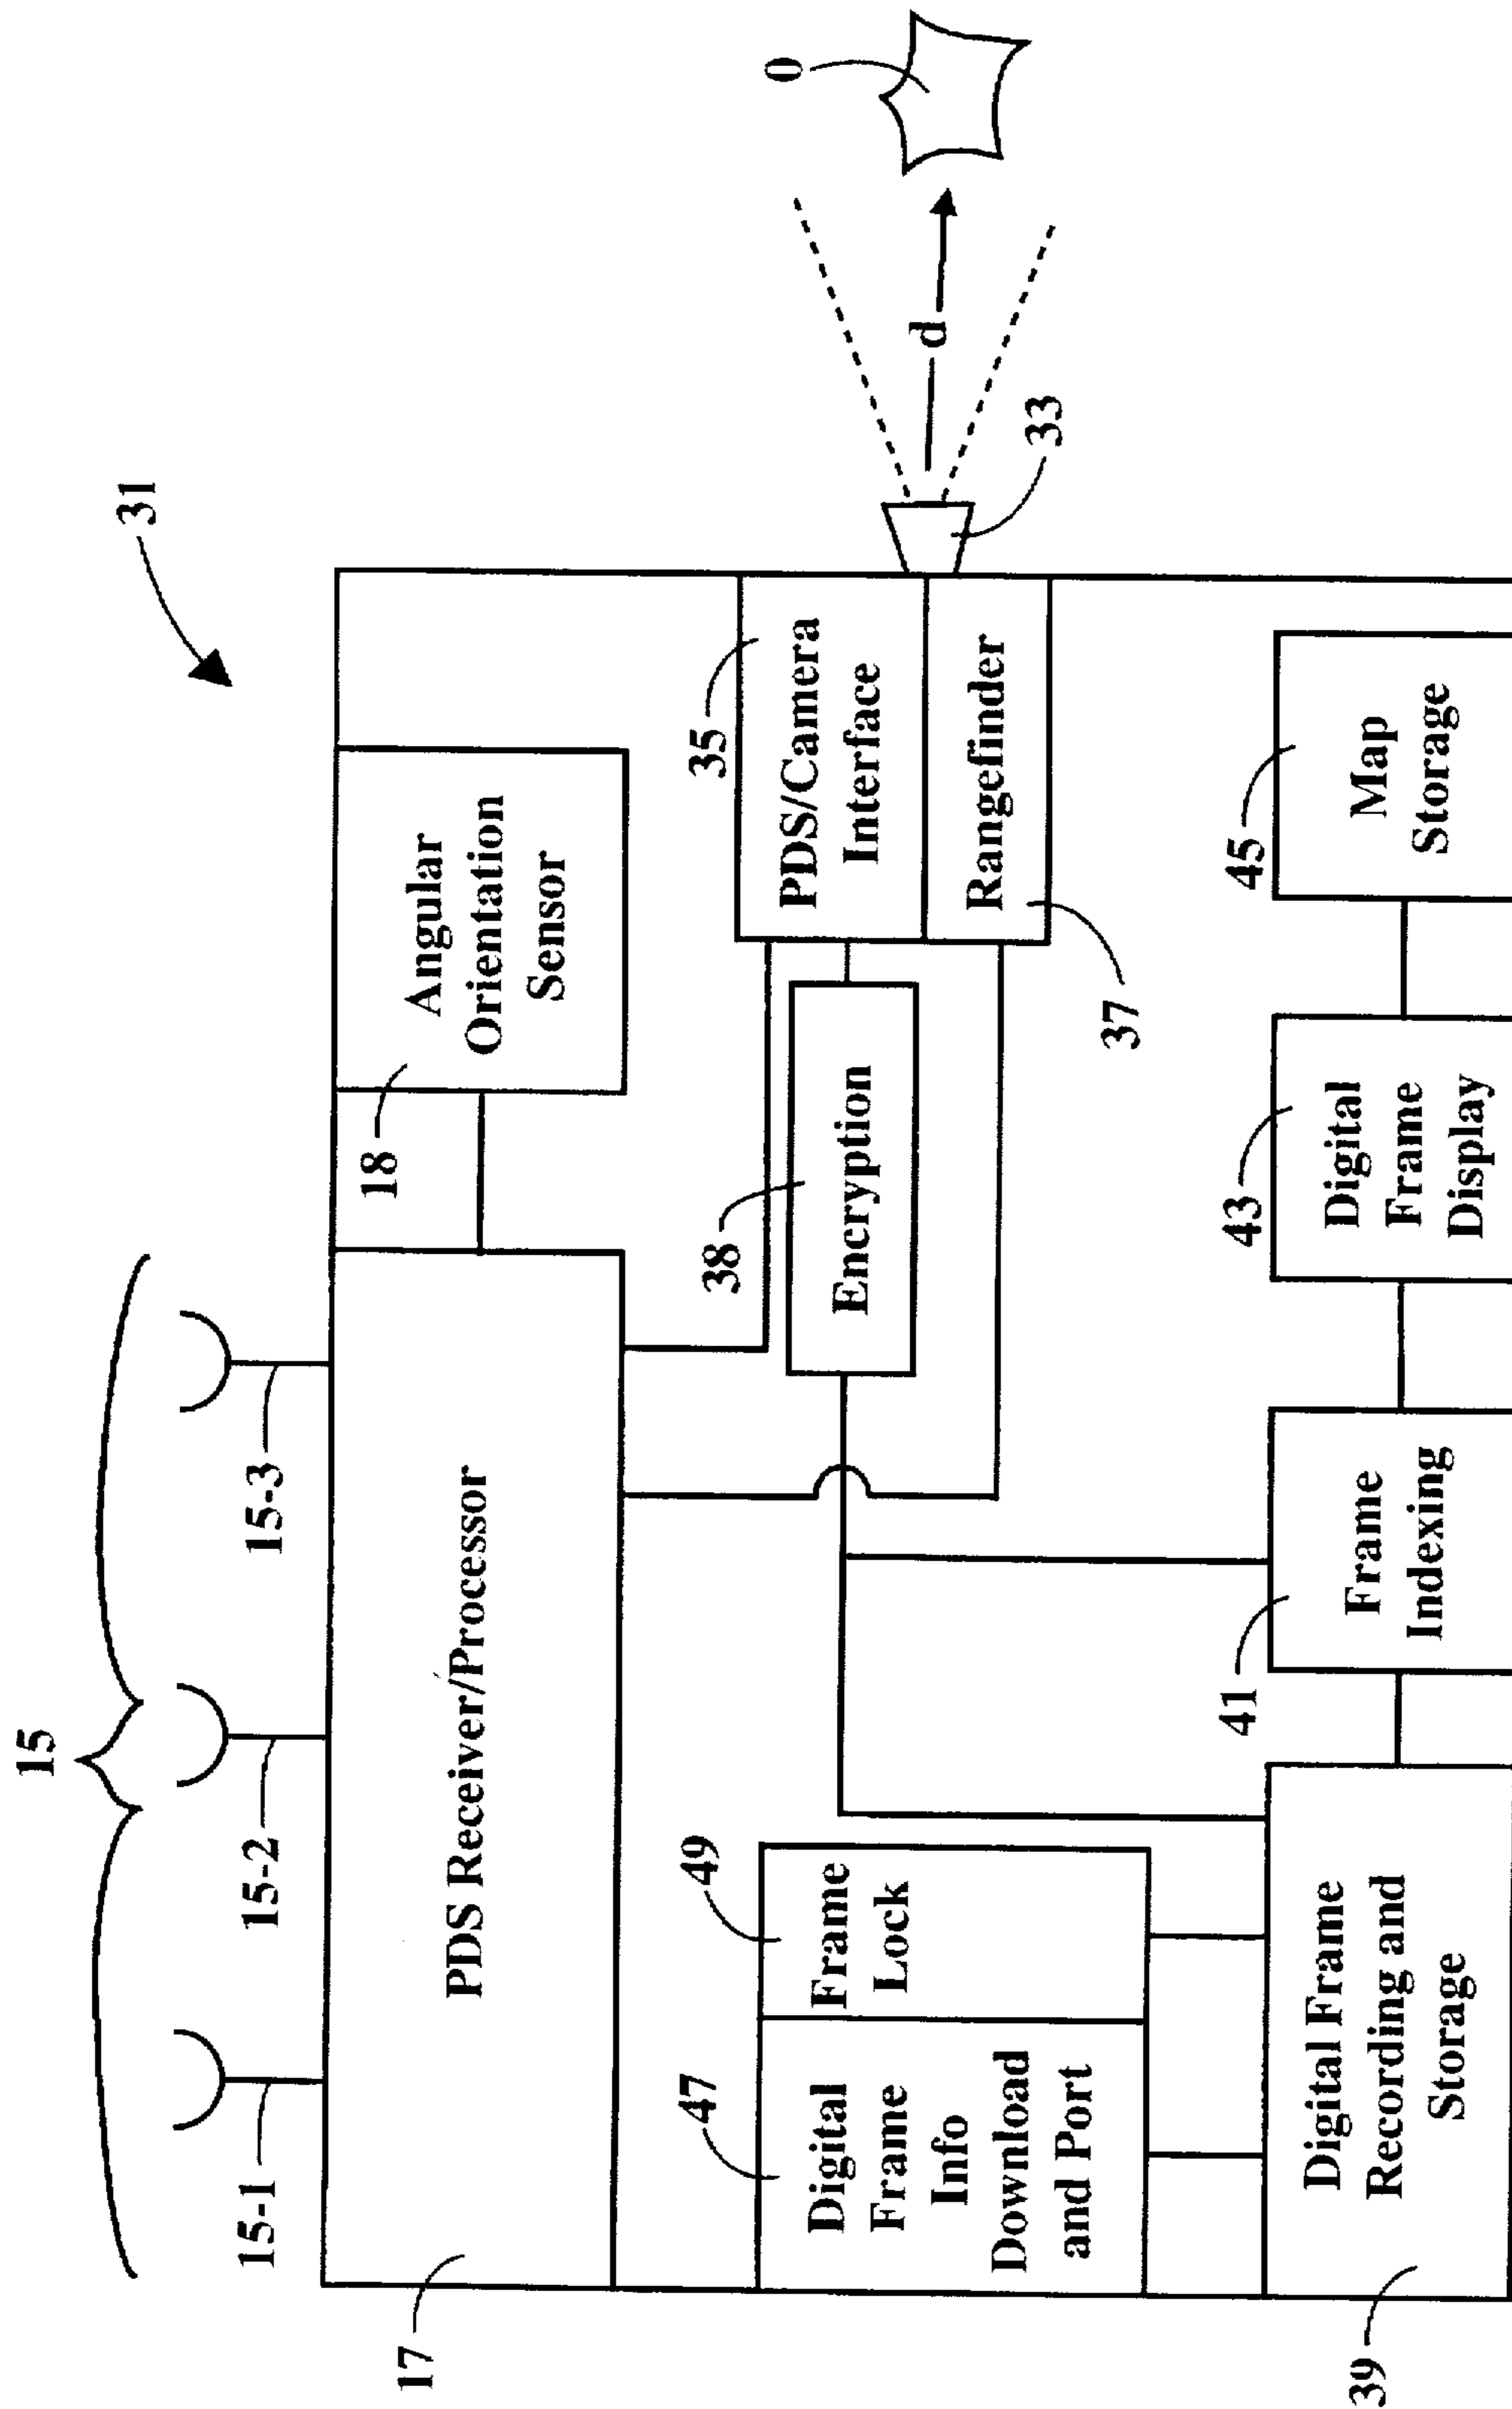 15
31
15-1
15-2
15-3
17
PDS Receiver/Processor
18
Angular
Orientation
Sensor
0
35
PDS/Camera
Interface
Rangefinder
37
38
Encryption
d
33
47
Digital
Frame
Info
Download
and Port
49
Frame
Lock
39
Digital Frame
Recording and
Storage
41
Frame
Indexing
43
Digital
Frame
Display
45
Map
Storage